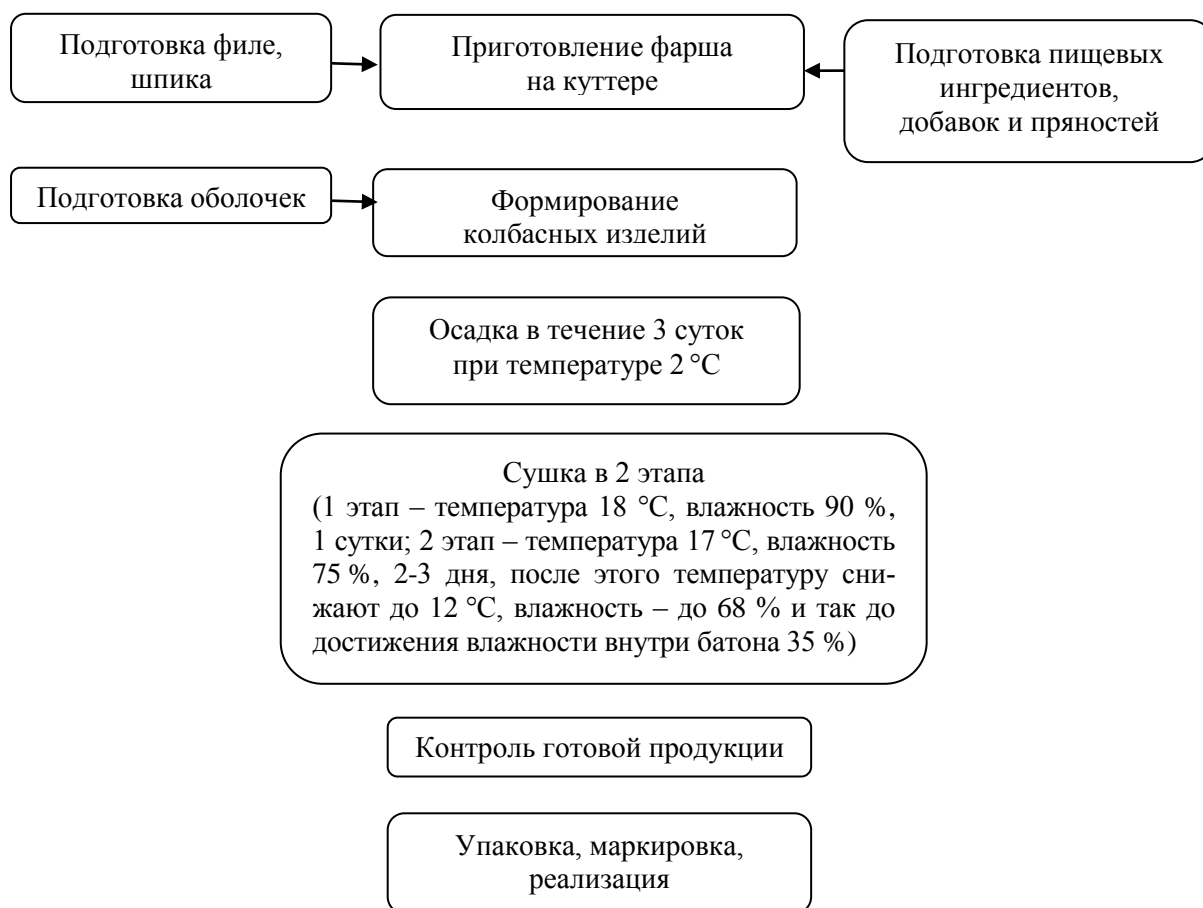 Подготовка филе,
шпика
Приготовление фарша
на куттере
Подготовка пищевых
ингредиентов,
добавок и пряностей
Подготовка оболочек
Формирование
колбасных изделий
Осадка в течение 3 суток
при температуре 2 °С
Сушка в 2 этапа
(1 этап – температура 18 °С, влажность 90 %,
1 сутки; 2 этап – температура 17 °С, влажность
75 %, 2-3 дня, после этого температуру сни-
жают до 12 °С, влажность – до 68 % и так до
достижения влажности внутри батона 35 %)
Контроль готовой продукции
Упаковка, маркировка,
реализация